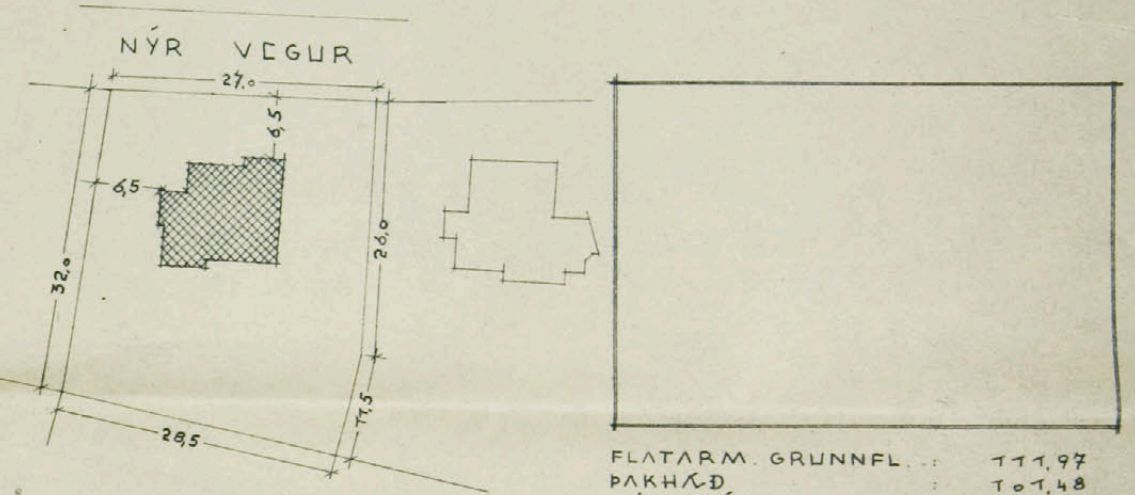 NÝR VEGUR
27,0
6,5
6,5
26,0
32,0
11,5
28,5
FLATARM. GRUNNFL. : 111,97
ÞAKHÆÐ : 101,48